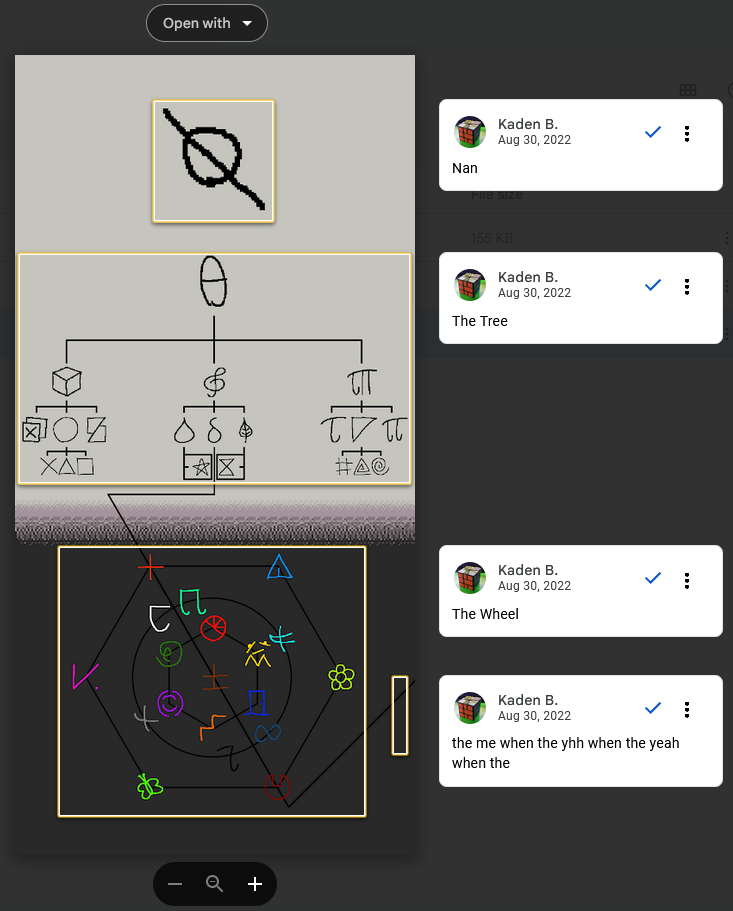 Open with
Kaden B.
Aug 30, 2022
Nan
File size
155 KB
Kaden B.
Aug 30, 2022
The Tree
Kaden B.
Aug 30, 2022
The Wheel
Kaden B.
Aug 30, 2022
the me when the yhh when the yeah
when the